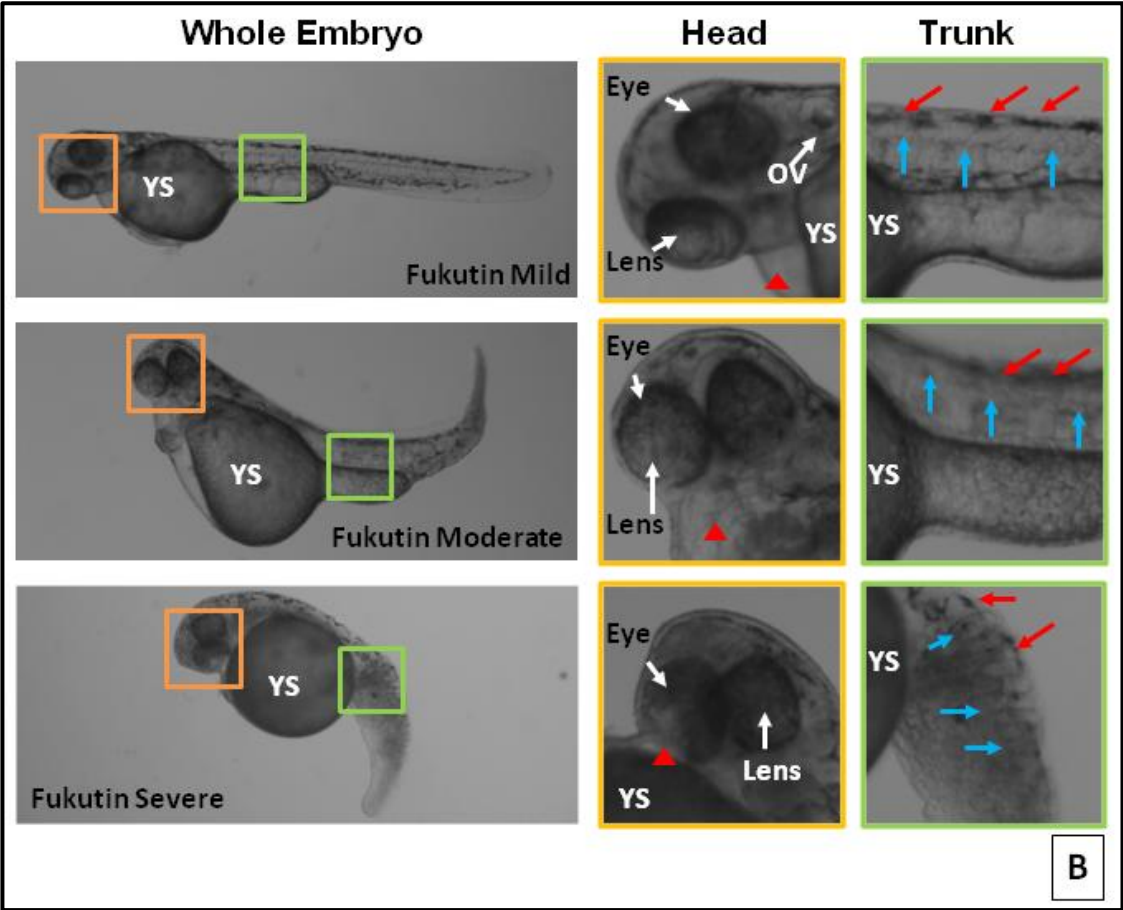 Whole Embryo
Head
Trunk
YS
Fukutin Mild
Eye
OV
YS
Lens
YS
YS
Fukutin Moderate
Eye
Lens
YS
YS
Fukutin Severe
Eye
Lens
YS
YS
B